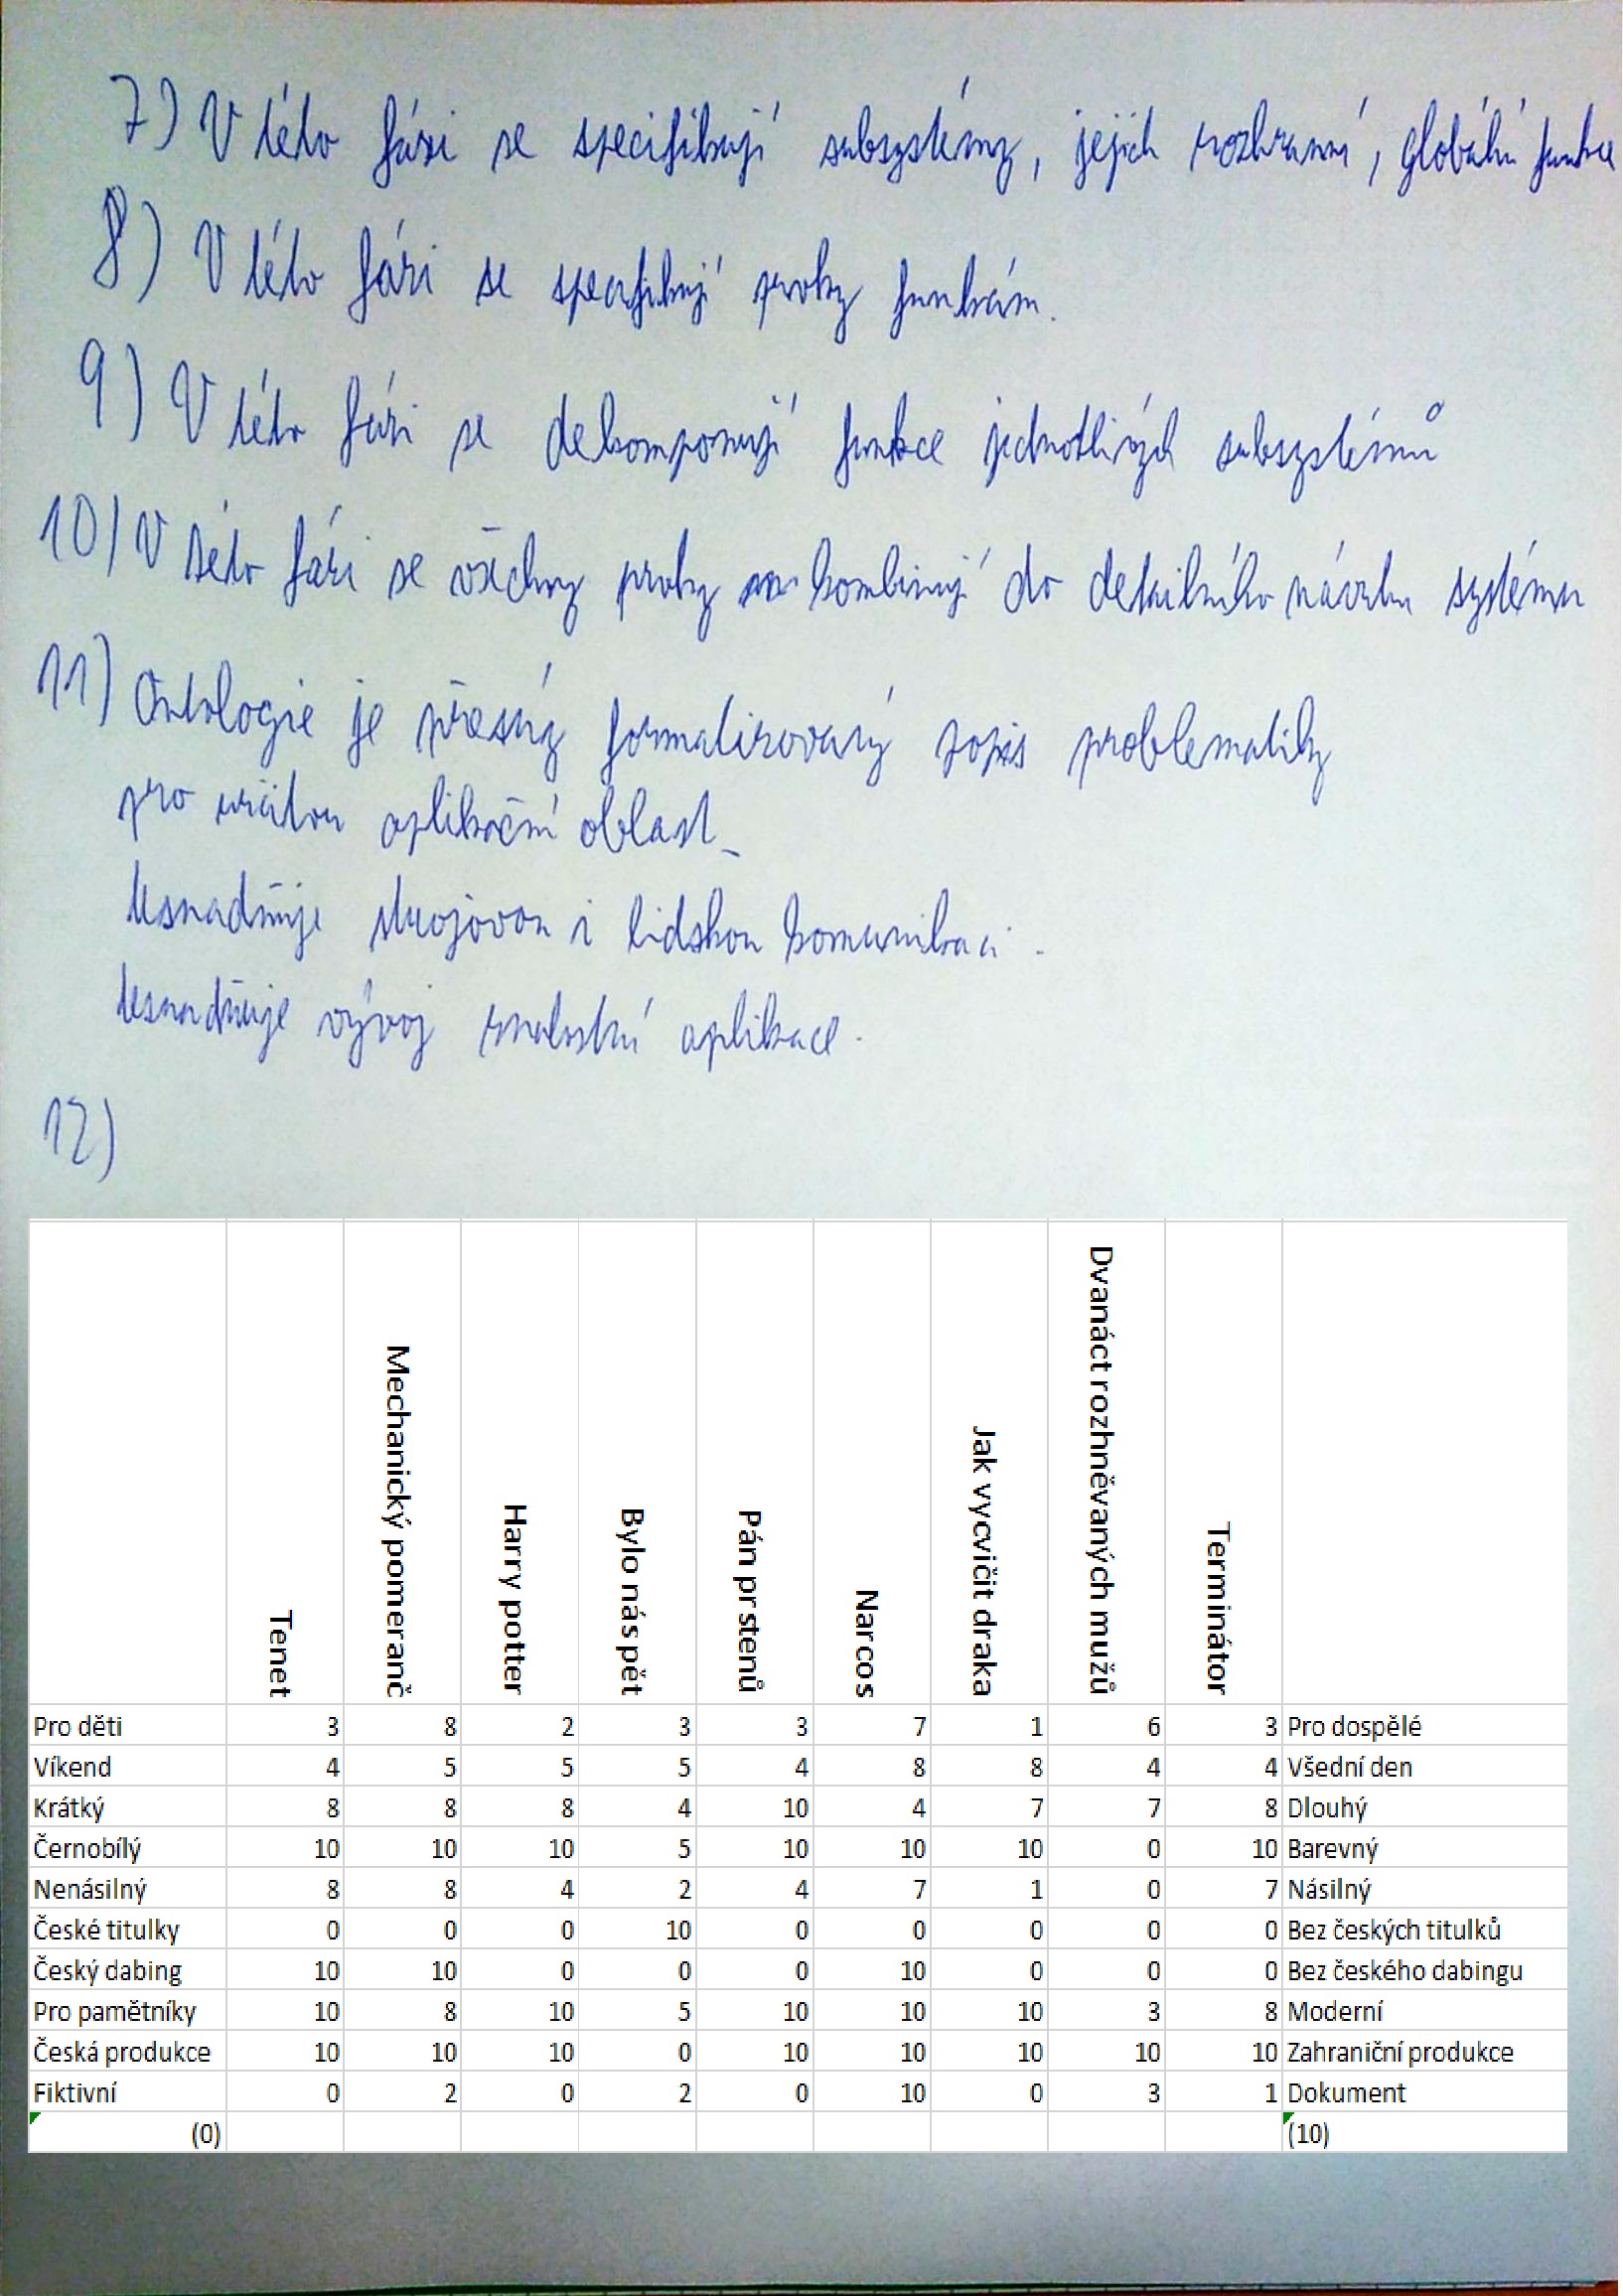 7) V této fázi se specifikují subsystémy, jejich rozhranní, globální funkce
8) V této fázi se specifikují prvky funkcím.
9) V této fázi se dekomponují funkce jednotlivých subsystémů
10) V této fázi se všechny prvky kombinují do detailního návrhu systému
11) Ontologie je přesný formalizovaný popis problematiky
pro určitou aplikační oblast.
Usnadňuje strojovou i lidskou komunikaci.
Usnadňuje vývoj znalostní aplikace.
12)
Tenet Mechanický pomeranč Harry potter Bylo nás pět Pán prstenů Narcos Jak vycvičit draka Dvanáct rozhněvaných mužů Terminátor
Pro děti 3 8 2 3 3 7 1 6 3 Pro dospělé
Víkend 4 5 5 5 4 8 8 4 4 Všední den
Krátký 8 8 8 4 10 4 7 7 8 Dlouhý
Černobílý 10 10 10 5 10 10 10 0 10 Barevný
Nenásilný 8 8 4 2 4 7 1 0 7 Násilný
České titulky 0 0 0 10 0 0 0 0 0 Bez českých titulků
Český dabing 10 10 0 0 0 10 0 0 0 Bez českého dabingu
Pro pamětníky 10 8 10 5 10 10 10 3 8 Moderní
Česká produkce 10 10 10 0 10 10 10 10 10 Zahraniční produkce
Fiktivní 0 2 0 2 0 10 0 3 1 Dokument
(0) (10)